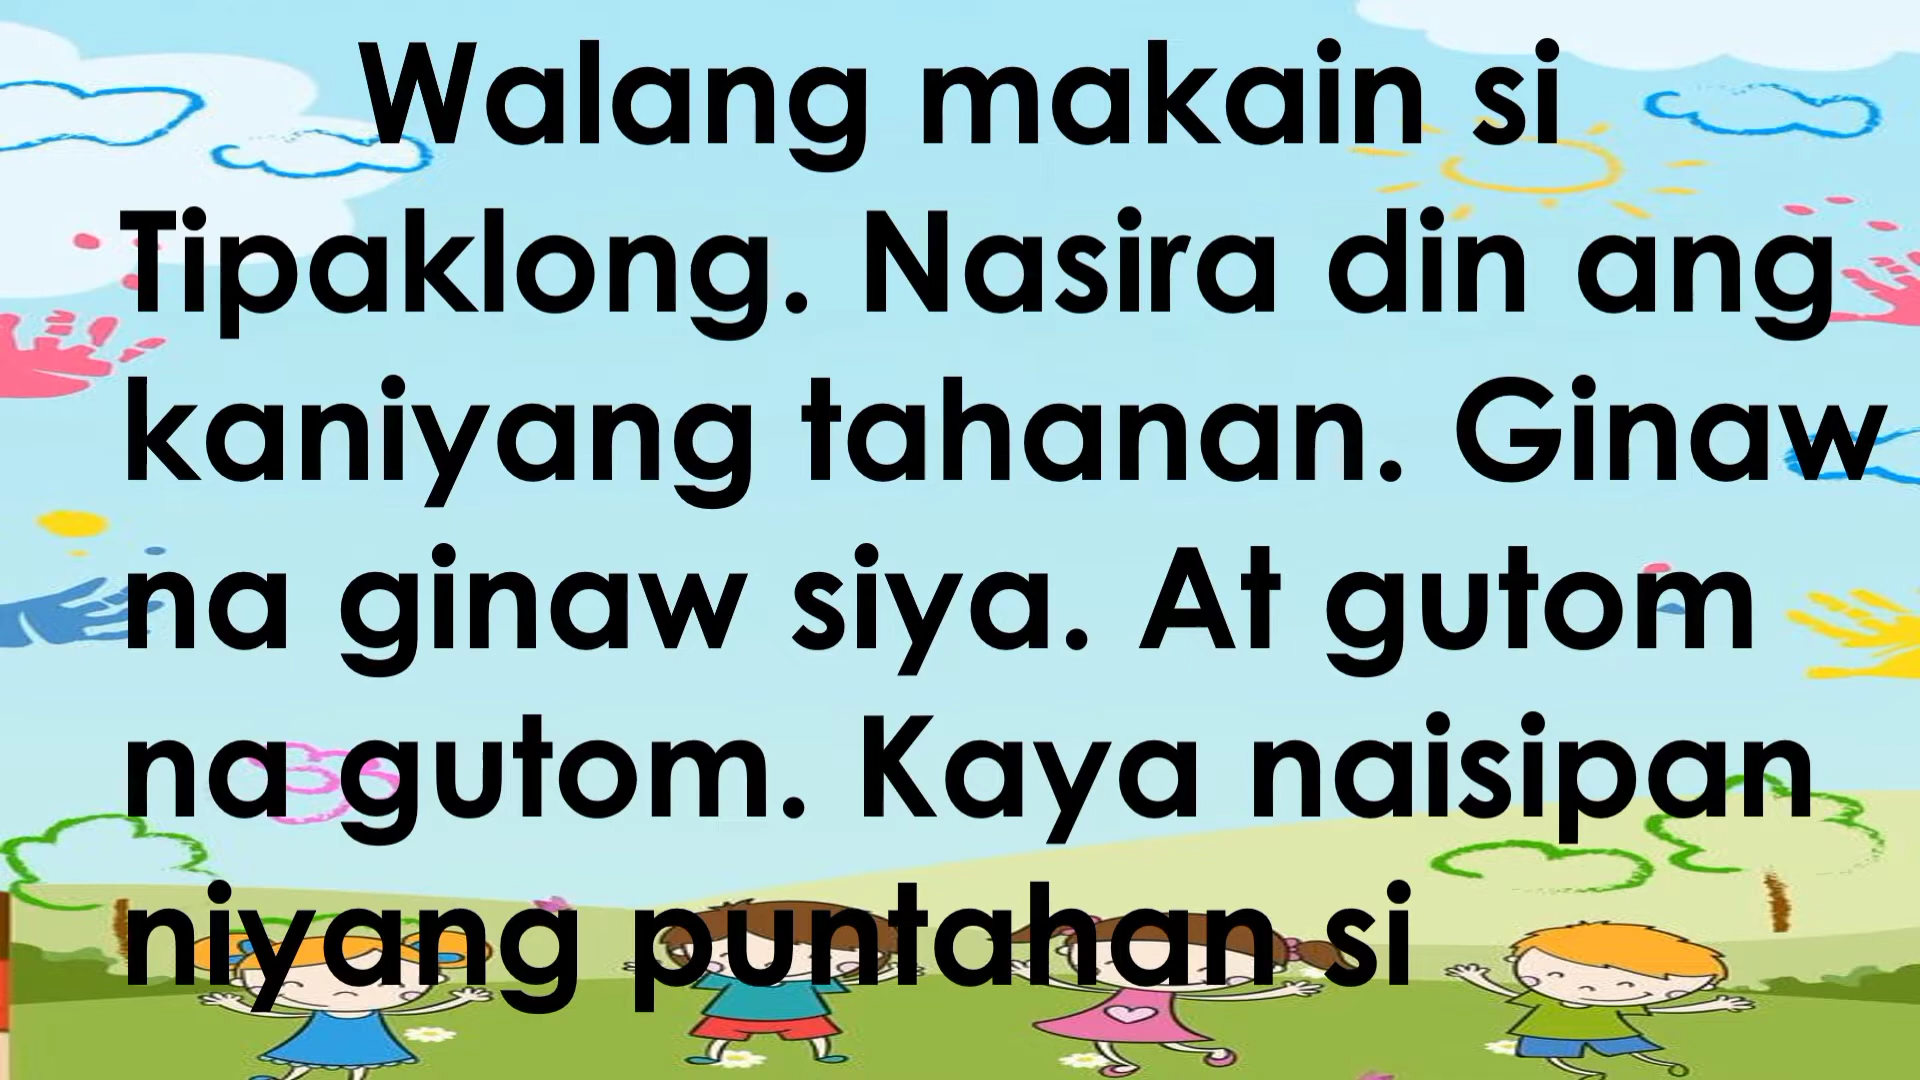 Walang makain si
Tipaklong. Nasira din ang
kaniyang tahanan. Ginaw
na ginaw siya. At gutom
na gutom. Kaya naisipan
niyang puntahan si